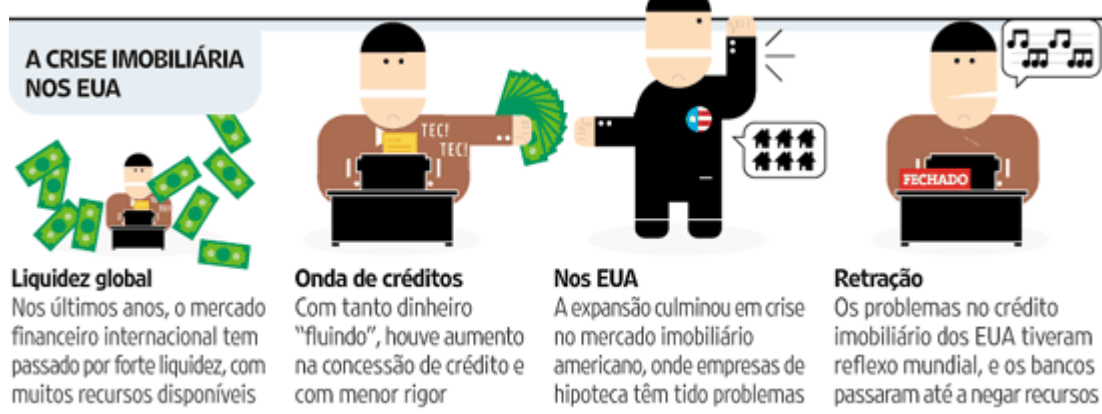 A CRISE IMOBILIÁRIA
NOS EUA
TEC!
TEC!
FECHADO
Liquidez global
Nos últimos anos, o mercado
financeiro internacional tem
passado por forte liquidez, com
muitos recursos disponíveis
Onda de créditos
Com tanto dinheiro
“fluindo”, houve aumento
na concessão de crédito e
com menor rigor
Nos EUA
A expansão culminou em crise
no mercado imobiliário
americano, onde empresas de
hipoteca têm tido problemas
Retração
Os problemas no crédito
imobiliário dos EUA tiveram
reflexo mundial, e os bancos
passaram até a negar recursos